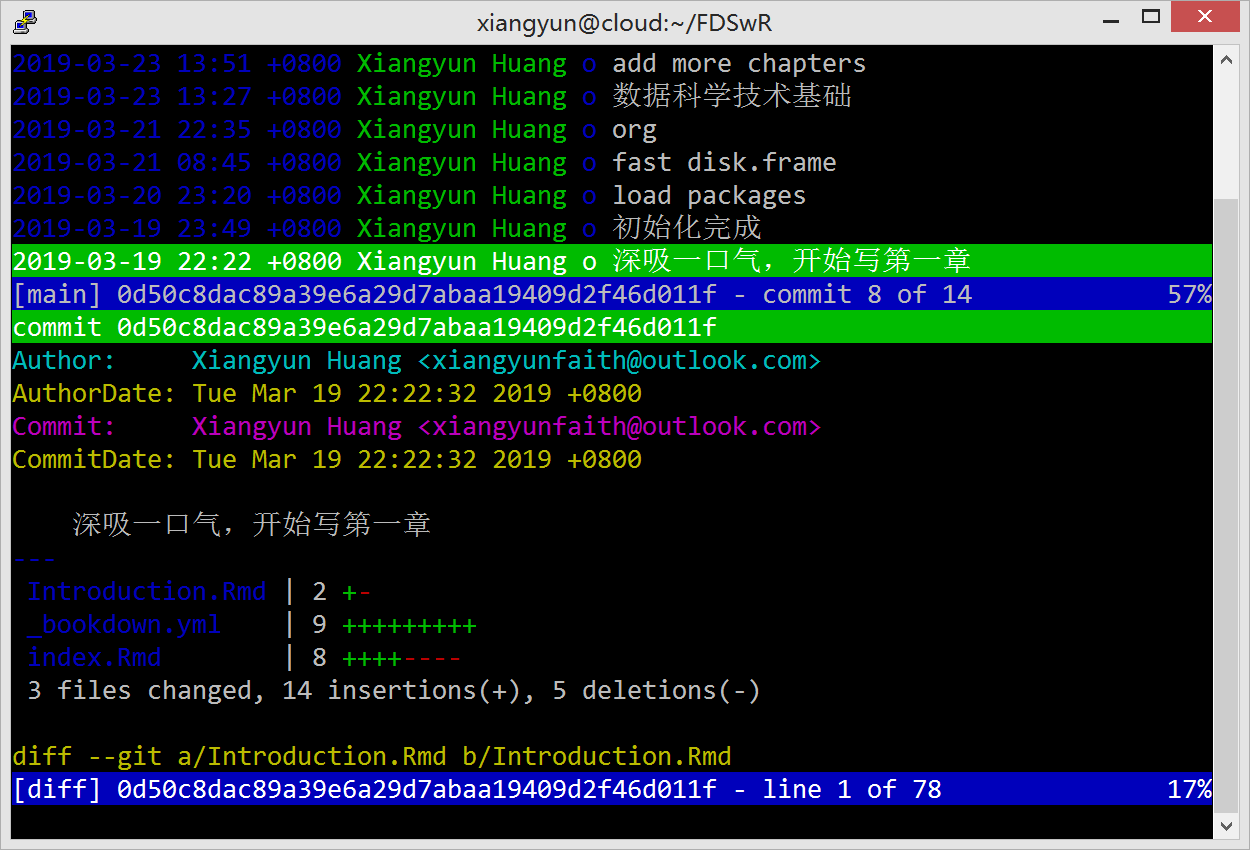 xiangyun@cloud:~/FDSwR
2019-03-23 13:51 +0800 Xiangyun Huang o add more chapters
2019-03-23 13:27 +0800 Xiangyun Huang o 数据科学技术基础
2019-03-21 22:35 +0800 Xiangyun Huang o org
2019-03-21 08:45 +0800 Xiangyun Huang o fast disk.frame
2019-03-20 23:20 +0800 Xiangyun Huang o load packages
2019-03-19 23:49 +0800 Xiangyun Huang o 初始化完成
2019-03-19 22:22 +0800 Xiangyun Huang o 深吸一口气，开始写第一章
[main] 0d50c8dac89a39e6a29d7abaa19409d2f46d011f - commit 8 of 14 57%
commit 0d50c8dac89a39e6a29d7abaa19409d2f46d011f
Author:     Xiangyun Huang <xiangyunfaith@outlook.com>
AuthorDate: Tue Mar 19 22:22:32 2019 +0800
Commit:     Xiangyun Huang <xiangyunfaith@outlook.com>
CommitDate: Tue Mar 19 22:22:32 2019 +0800
深吸一口气，开始写第一章
---
Introduction.Rmd | 2 +-
_bookdown.yml    | 9 +++++++++
index.Rmd        | 8 ++++----
3 files changed, 14 insertions(+), 5 deletions(-)
diff --git a/Introduction.Rmd b/Introduction.Rmd
[diff] 0d50c8dac89a39e6a29d7abaa19409d2f46d011f - line 1 of 78 17%